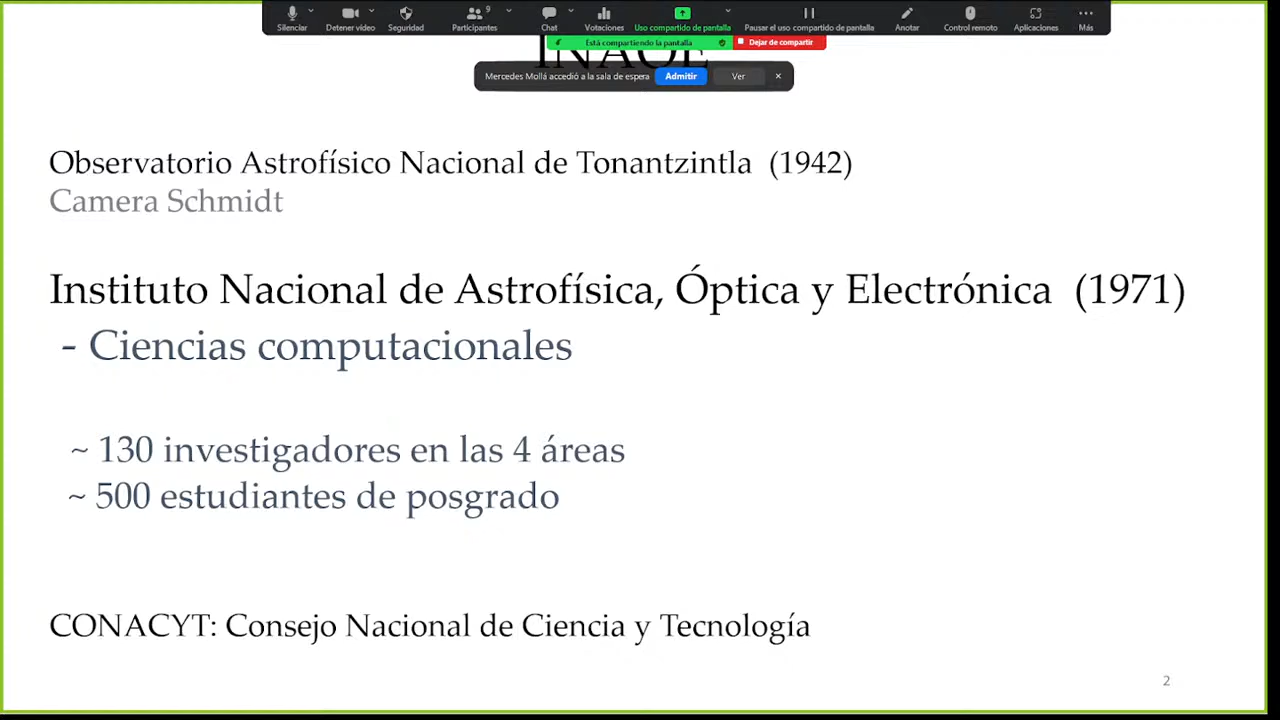 9
Silenciar
Detener video
Seguridad
Participantes
Chat
Votaciones
Uso compartido de pantalla
Pausar el uso compartido de pantalla
Anotar
Control remoto
Aplicaciones
Más
Está compartiendo la pantalla
Dejar de compartir
INAOE
Mercedes Mollá accedió a la sala de espera
Admitir
Ver
Observatorio Astrofísico Nacional de Tonantzintla (1942)
Camera Schmidt
Instituto Nacional de Astrofísica, Óptica y Electrónica (1971)
- Ciencias computacionales
~ 130 investigadores en las 4 áreas
~ 500 estudiantes de posgrado
CONACYT: Consejo Nacional de Ciencia y Tecnología
2